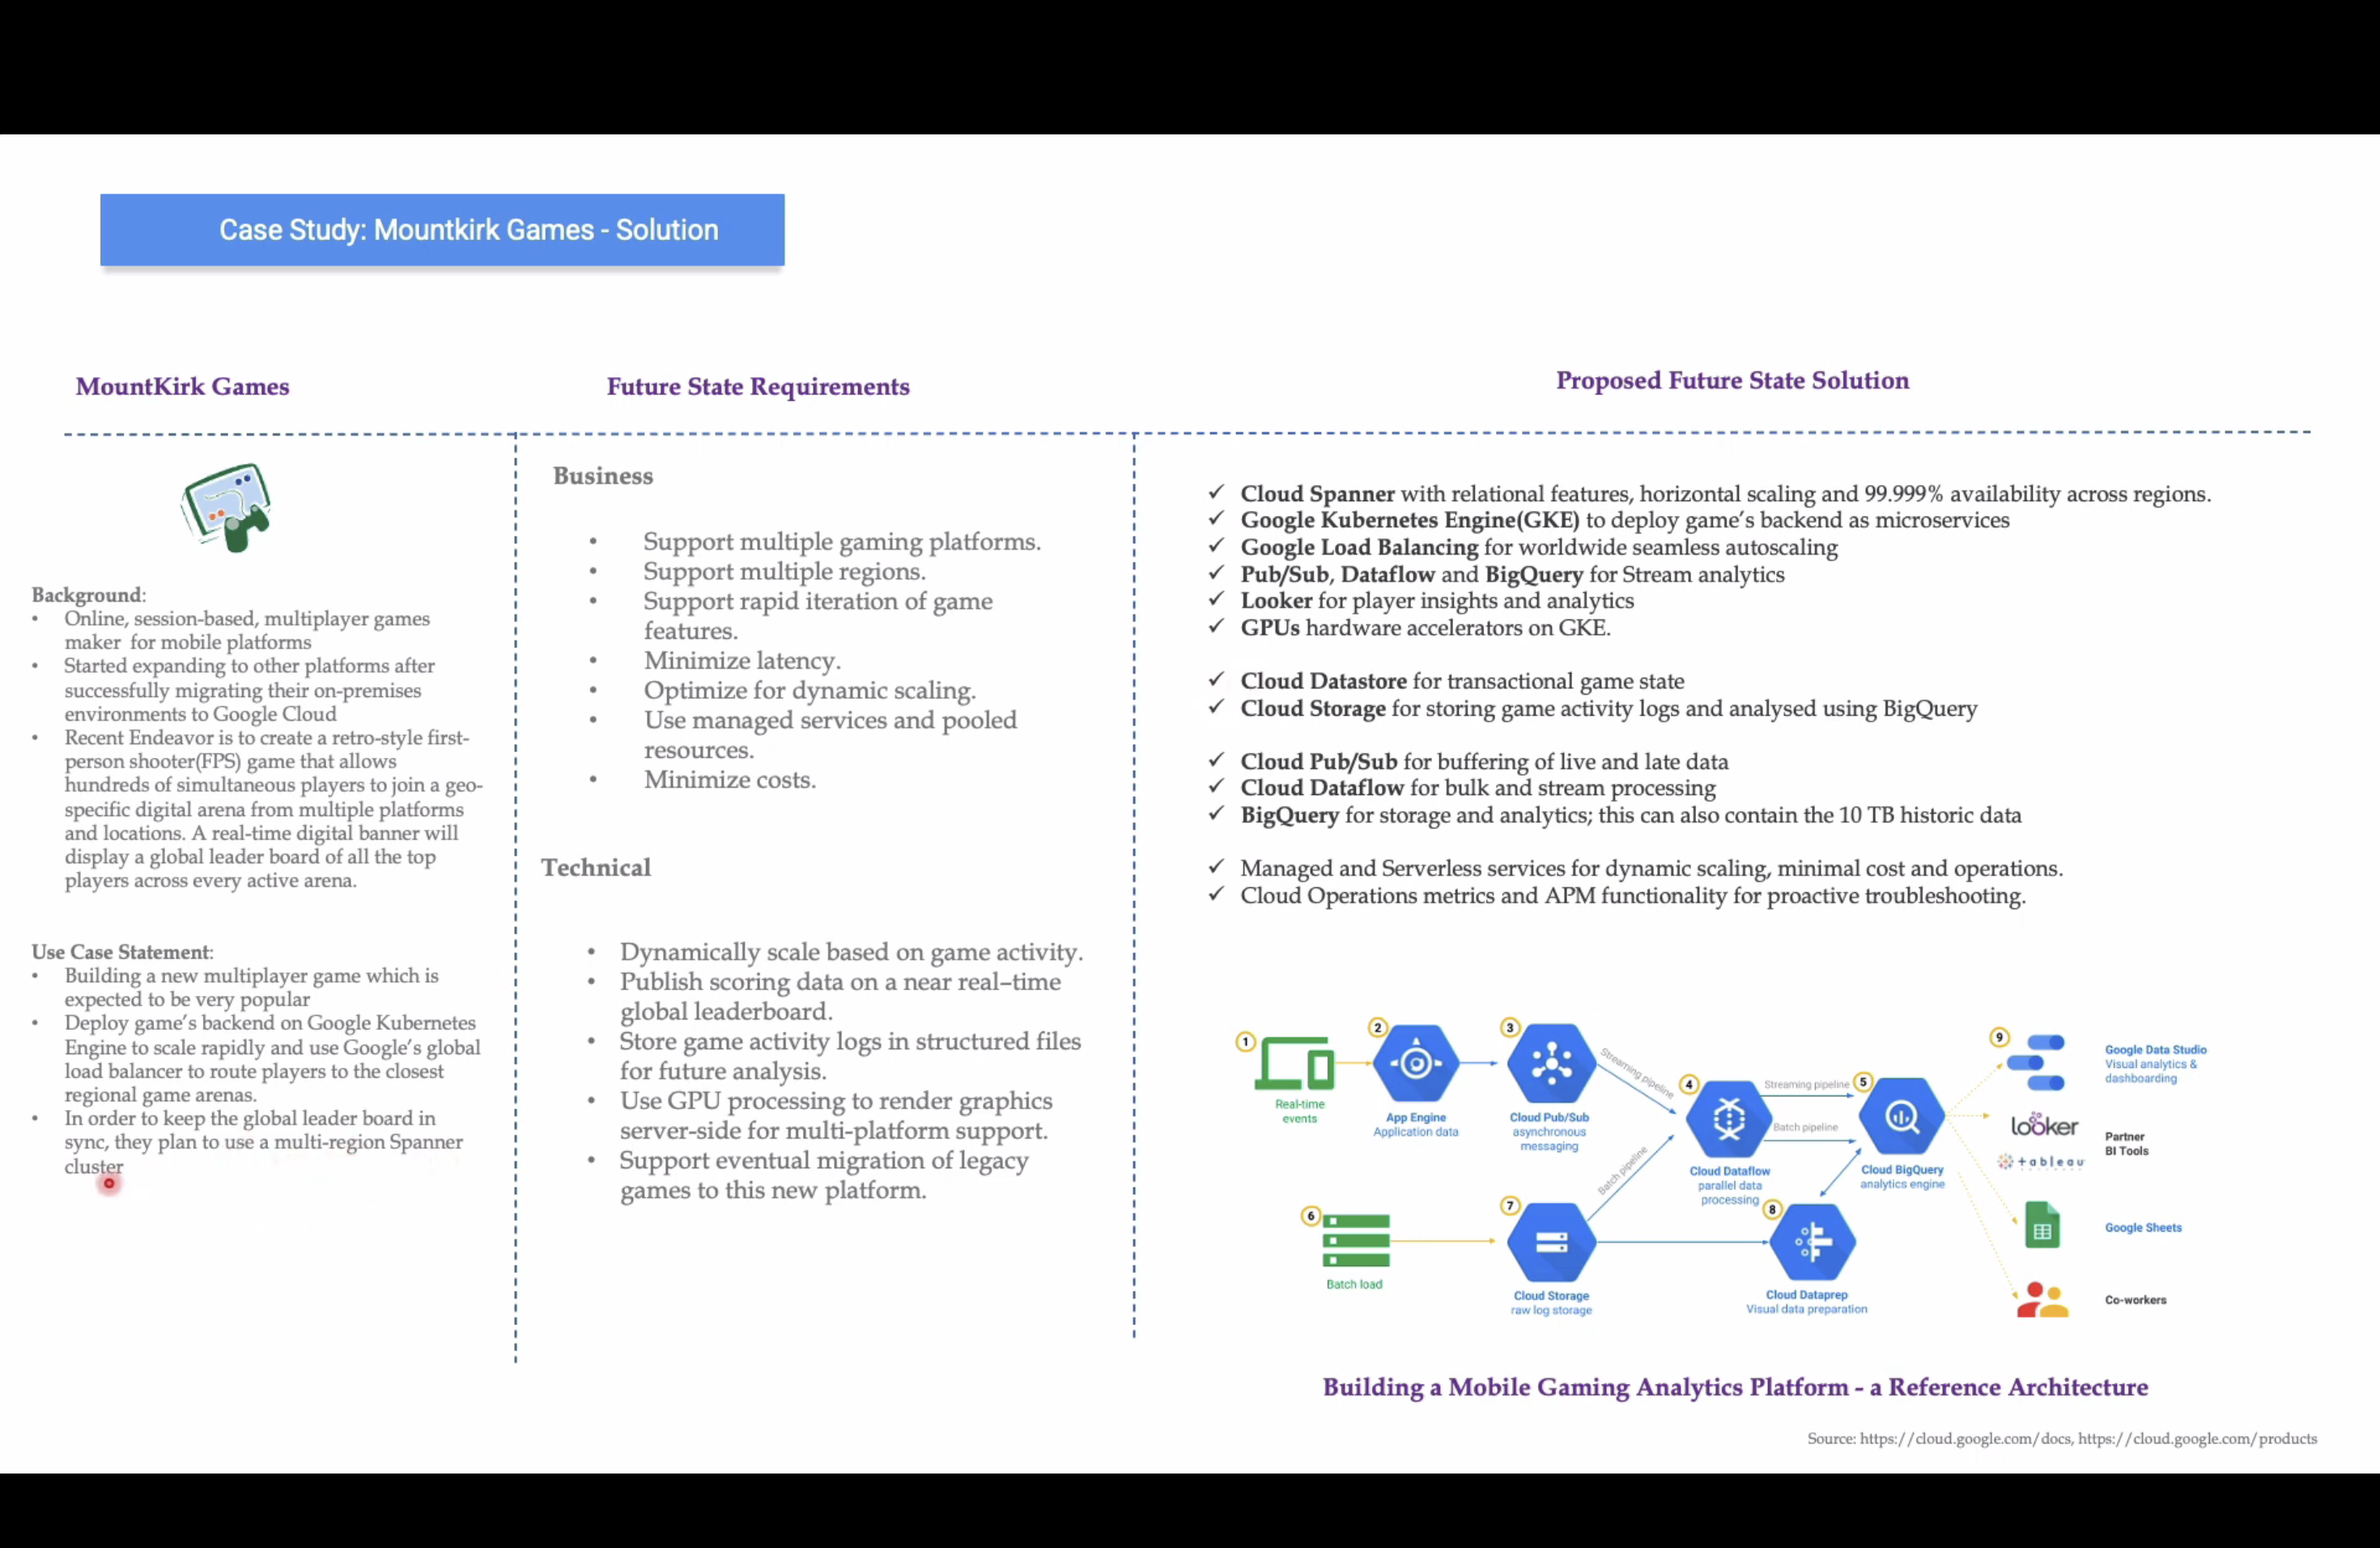 Case Study: Mountkirk Games - Solution
MountKirk Games
Future State Requirements
Proposed Future State Solution
Background:
• Online, session-based, multiplayer games
maker for mobile platforms
• Started expanding to other platforms after
successfully migrating their on-premises
environments to Google Cloud
• Recent Endeavor is to create a retro-style first-
person shooter(FPS) game that allows
hundreds of simultaneous players to join a geo-
specific digital arena from multiple platforms
and locations. A real-time digital banner will
display a global leader board of all the top
players across every active arena.
Use Case Statement:
• Building a new multiplayer game which is
expected to be very popular
• Deploy game's backend on Google Kubernetes
Engine to scale rapidly and use Google's global
load balancer to route players to the closest
regional game arenas.
• In order to keep the global leader board in
sync, they plan to use a multi-region Spanner
cluster
Business
• Support multiple gaming platforms.
• Support multiple regions.
• Support rapid iteration of game
features.
• Minimize latency.
• Optimize for dynamic scaling.
• Use managed services and pooled
resources.
• Minimize costs.
Technical
• Dynamically scale based on game activity.
• Publish scoring data on a near real–time
global leaderboard.
• Store game activity logs in structured files
for future analysis.
• Use GPU processing to render graphics
server-side for multi-platform support.
• Support eventual migration of legacy
games to this new platform.
✓ Cloud Spanner with relational features, horizontal scaling and 99.999% availability across regions.
✓ Google Kubernetes Engine(GKE) to deploy game's backend as microservices
✓ Google Load Balancing for worldwide seamless autoscaling
✓ Pub/Sub, Dataflow and BigQuery for Stream analytics
✓ Looker for player insights and analytics
✓ GPUs hardware accelerators on GKE.
✓ Cloud Datastore for transactional game state
✓ Cloud Storage for storing game activity logs and analysed using BigQuery
✓ Cloud Pub/Sub for buffering of live and late data
✓ Cloud Dataflow for bulk and stream processing
✓ BigQuery for storage and analytics; this can also contain the 10 TB historic data
✓ Managed and Serverless services for dynamic scaling, minimal cost and operations.
✓ Cloud Operations metrics and APM functionality for proactive troubleshooting.
1
Real-time
events
2
App Engine
Application data
3
Cloud Pub/Sub
asynchronous
messaging
Streaming pipeline
Batch pipeline
4
Cloud Dataflow
parallel data
processing
Streaming pipeline
Batch pipeline
5
Cloud BigQuery
analytics engine
6
Batch load
7
Cloud Storage
raw log storage
8
Cloud Dataprep
Visual data preparation
9
Google Data Studio
Visual analytics &
dashboarding
looker
+ableau
Partner
BI Tools
Google Sheets
Co-workers
Building a Mobile Gaming Analytics Platform - a Reference Architecture
Source: https://cloud.google.com/docs, https://cloud.google.com/products